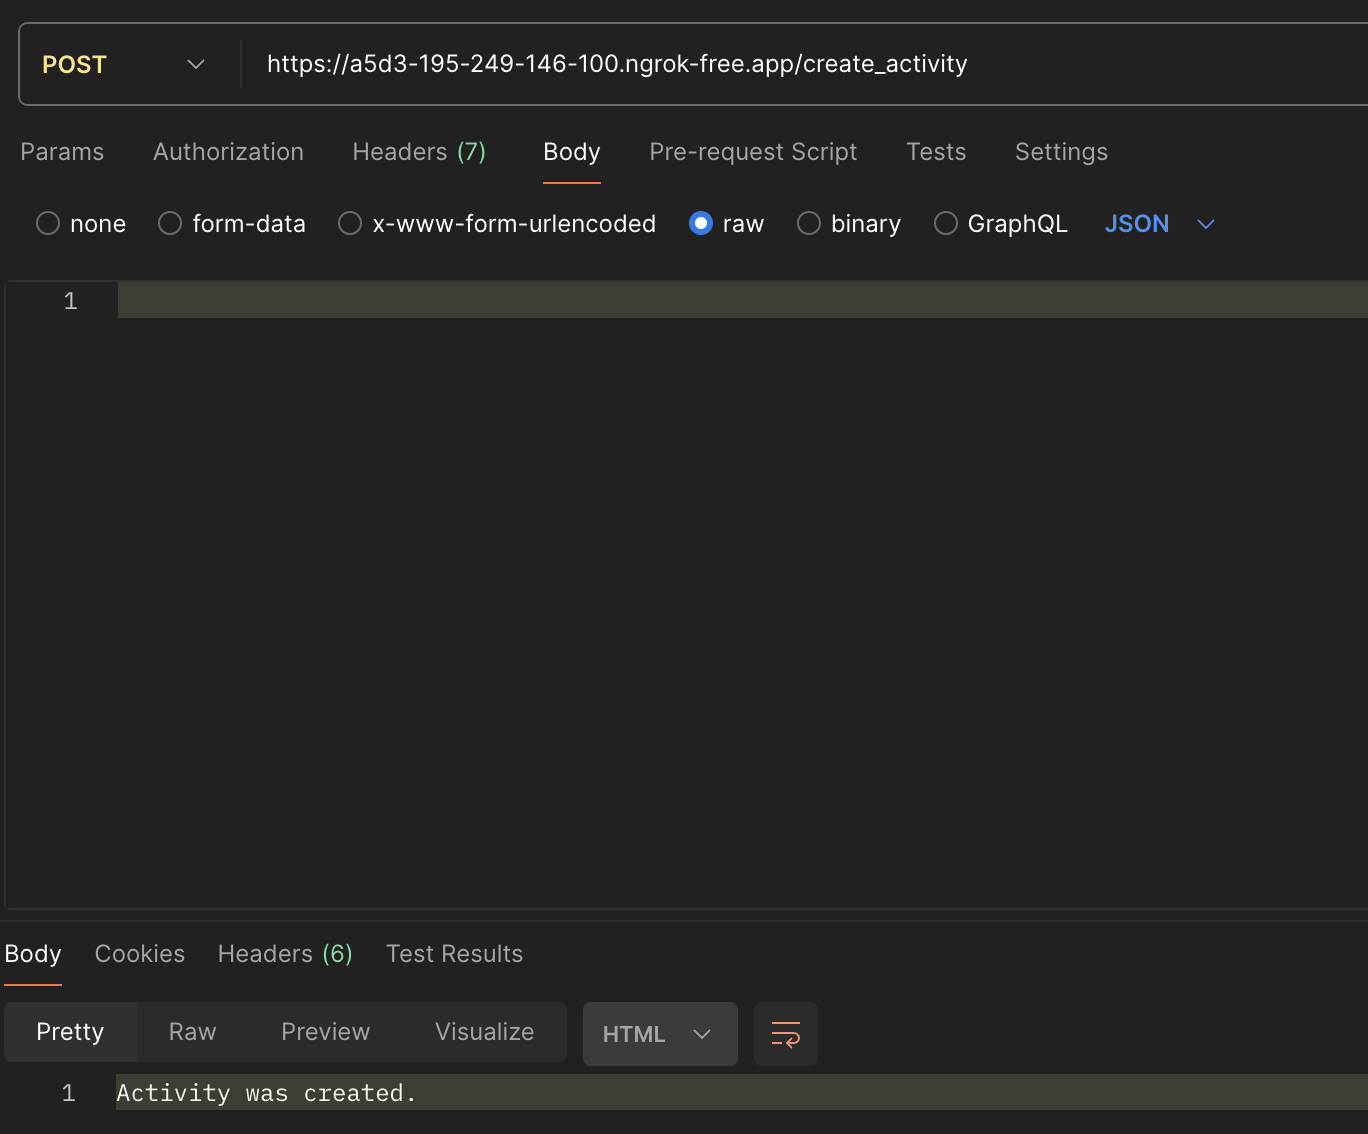 POST https://a5d3-195-249-146-100.ngrok-free.app/create_activity
Params Authorization Headers (7) Body Pre-request Script Tests Settings
none form-data x-www-form-urlencoded raw binary GraphQL JSON
1
Body Cookies Headers (6) Test Results
Pretty Raw Preview Visualize HTML
1 Activity was created.